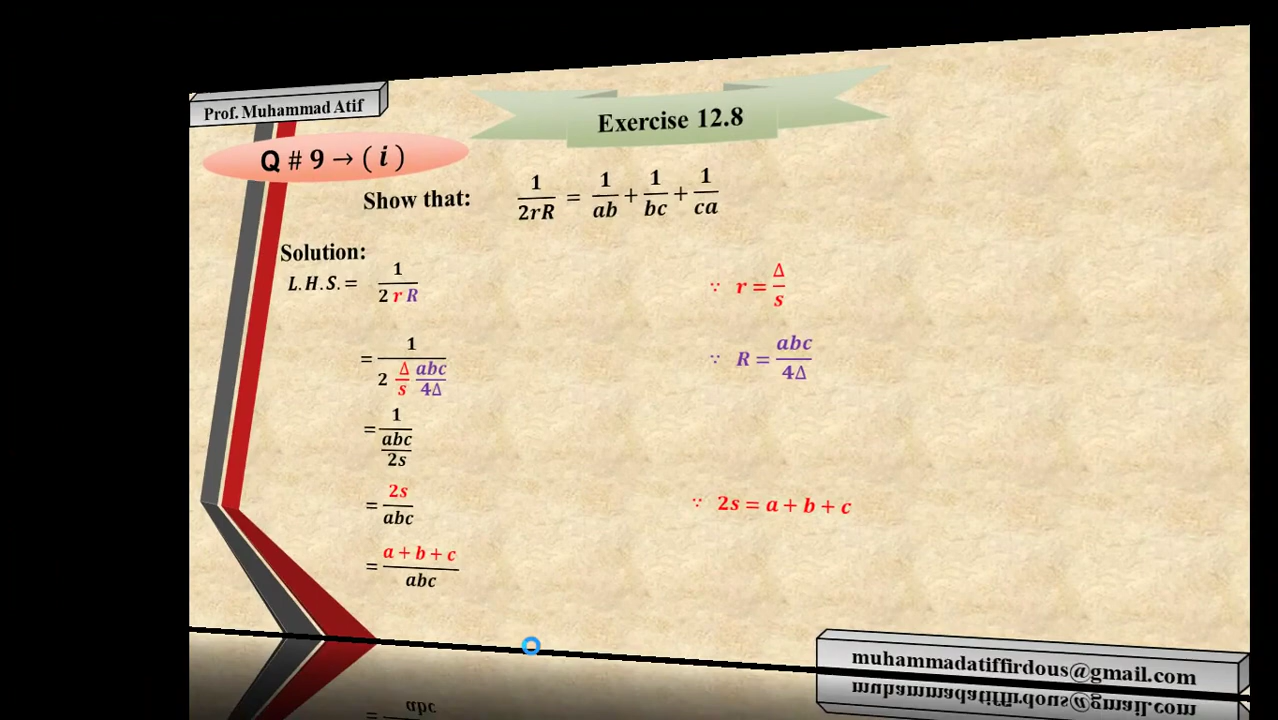 Prof. Muhammad Atif
Exercise 12.8
Q # 9 → ( i )
Show that: 1/2rR = 1/ab + 1/bc + 1/ca
Solution:
L.H.S. = 1/2 r R ∵ r = Δ/s
= 1/(2 Δ/s abc/4Δ) ∵ R = abc/4Δ
= 1/(abc/2s)
= 2s/abc ∵ 2s = a + b + c
= (a + b + c)/abc
muhammadatiffirdous@gmail.com